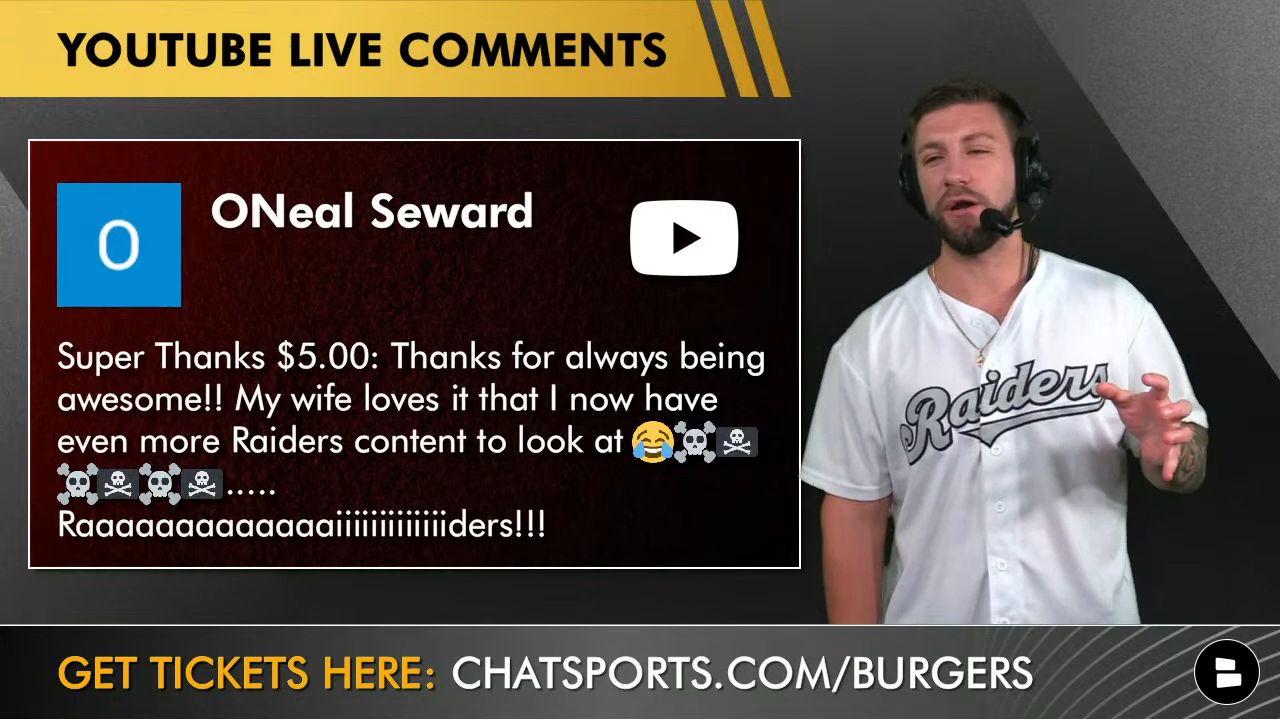 YOUTUBE LIVE COMMENTS
O
ONeal Seward
Super Thanks $5.00: Thanks for always being
awesome!! My wife loves it that I now have
even more Raiders content to look at 😂☠️🏴‍☠️
☠️🏴‍☠️☠️🏴‍☠️.....
Raaaaaaaaaaaaaiiiiiiiiiiiiiders!!!
Raiders
GET TICKETS HERE: CHATSPORTS.COM/BURGERS